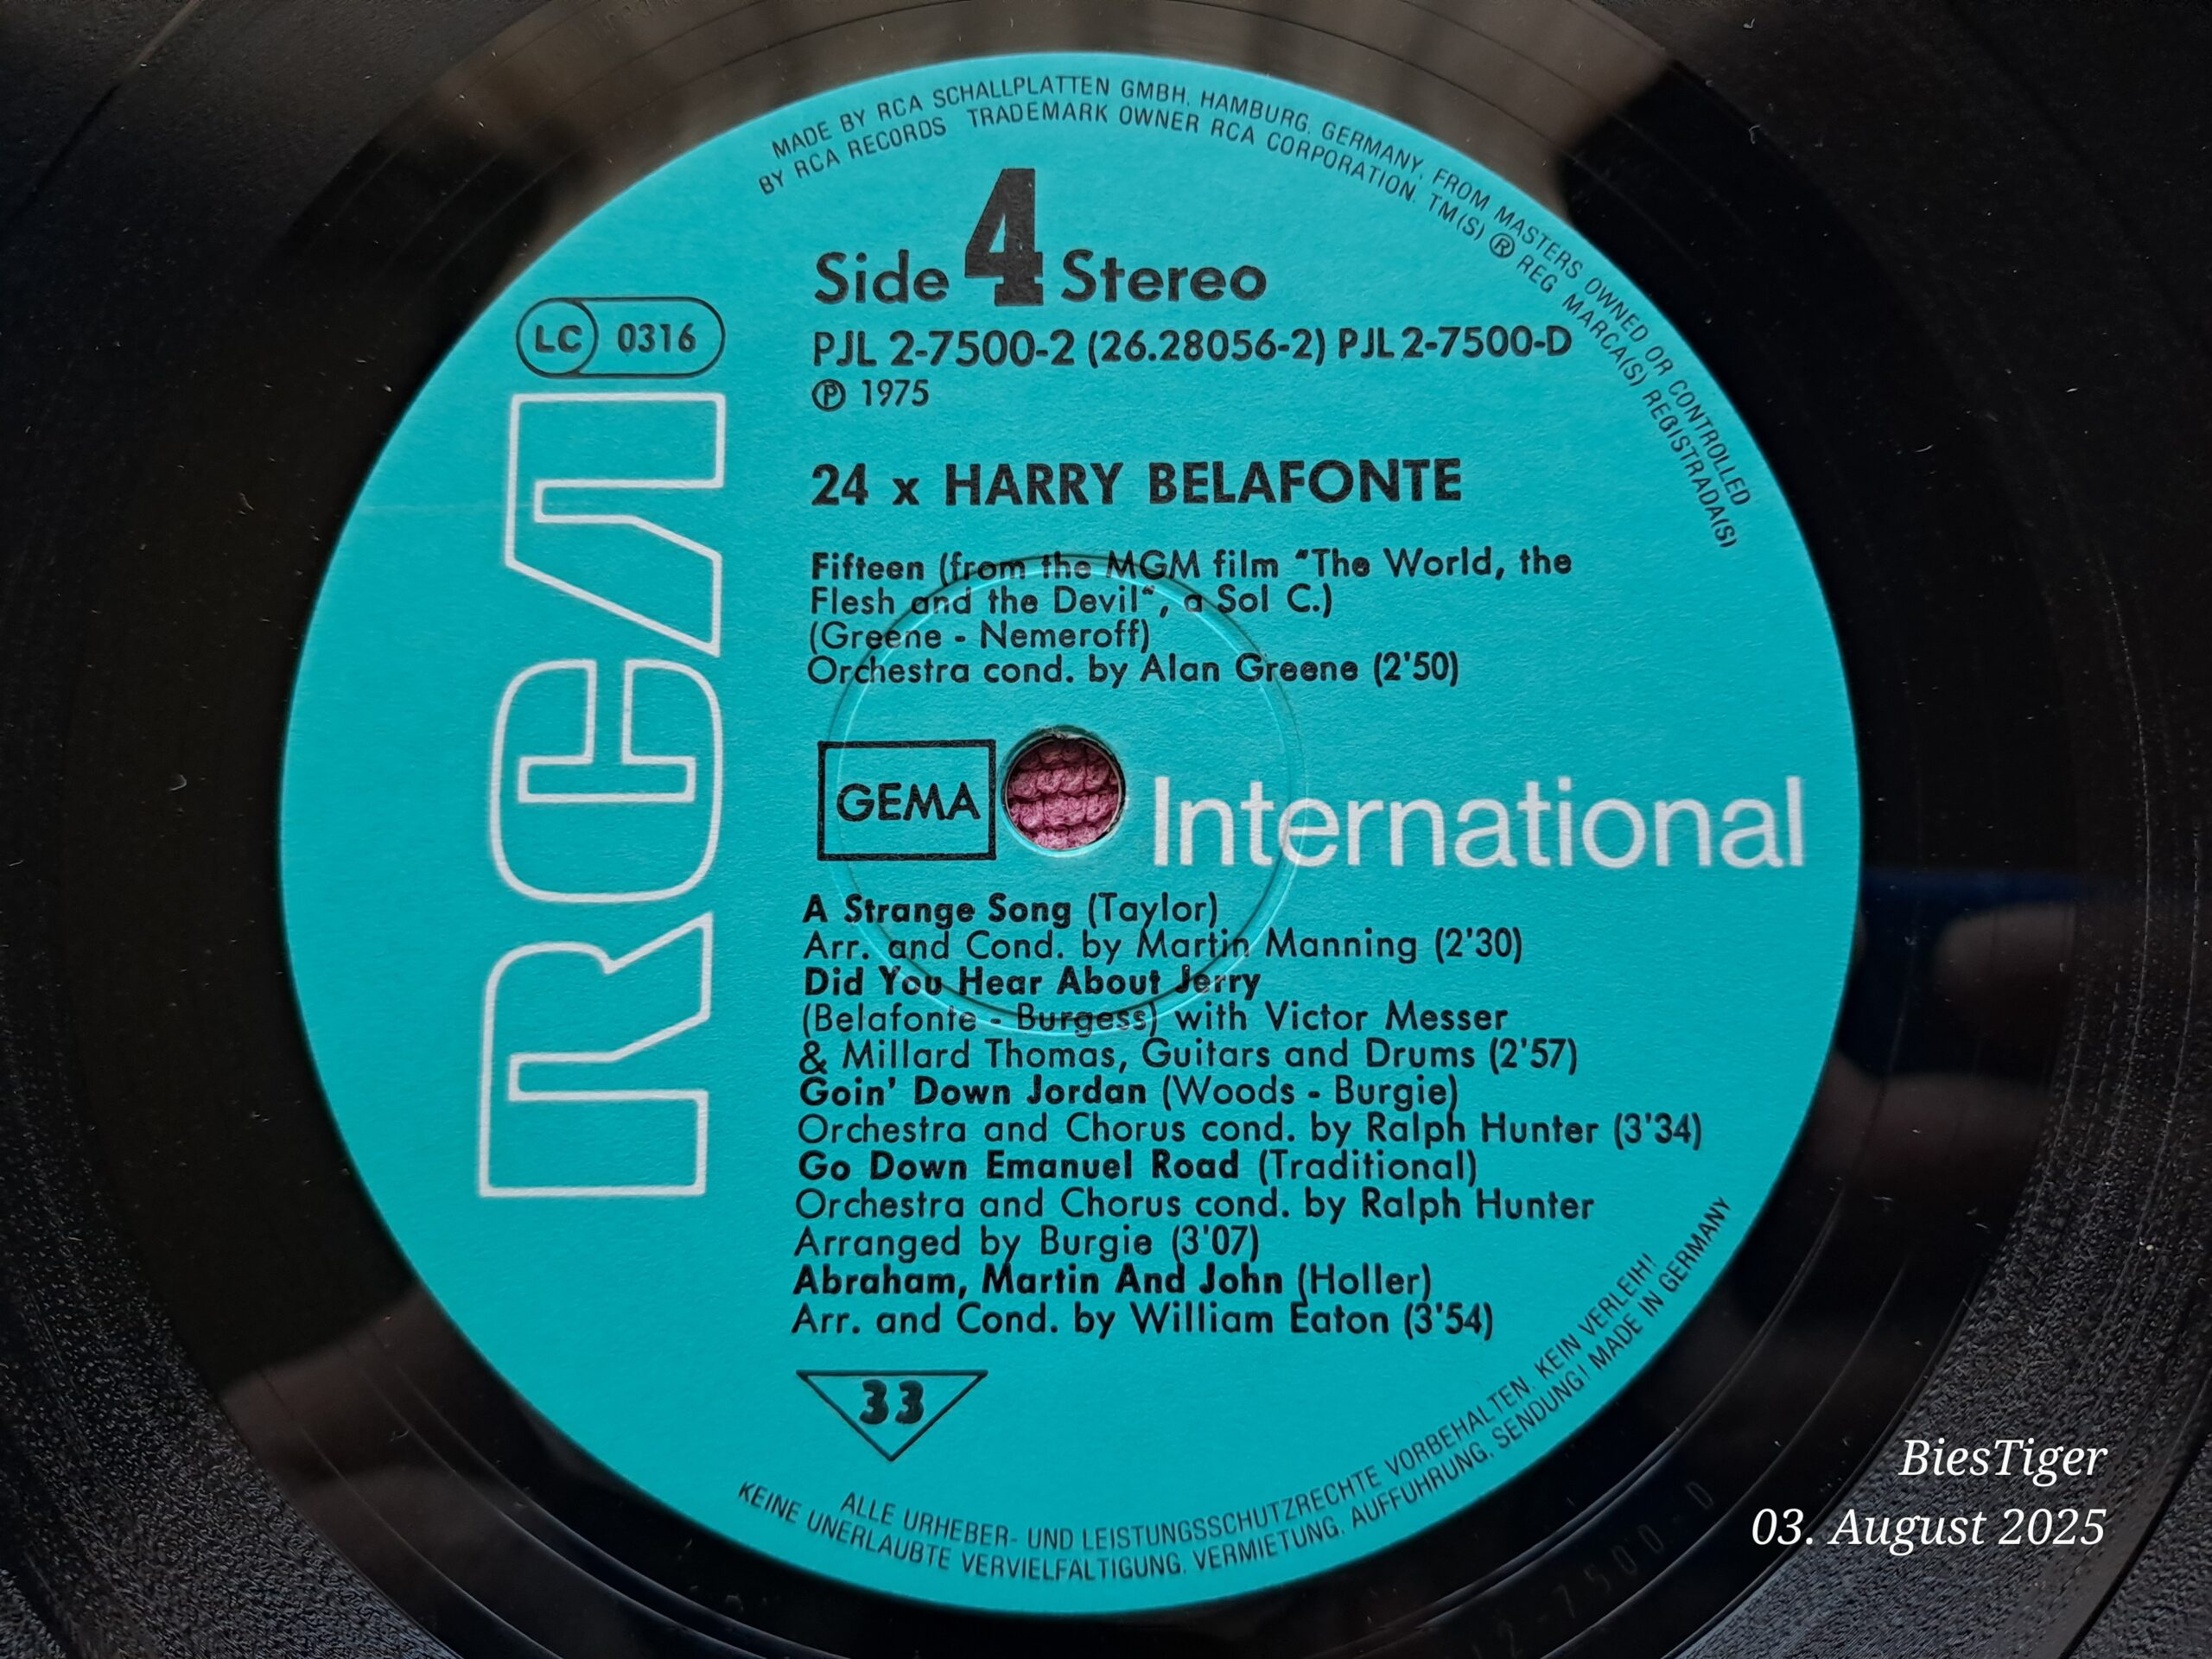 MADE BY RCA SCHALLPLATTEN GMBH, HAMBURG, GERMANY, FROM MASTERS OWNED OR CONTROLLED
BY RCA RECORDS TRADEMARK OWNER RCA CORPORATION. TM(S) ® REG MARCA(S) REGISTRADA(S)
Side 4 Stereo
LC 0316
PJL 2-7500-2 (26.28056-2) PJL 2-7500-D
℗ 1975
RCA
24 x HARRY BELAFONTE
Fifteen (from the MGM film "The World, the
Flesh and the Devil", a Sol C.)
(Greene - Nemeroff)
Orchestra cond. by Alan Greene (2'50)
GEMA
International
A Strange Song (Taylor)
Arr. and Cond. by Martin Manning (2'30)
Did You Hear About Jerry
(Belafonte - Burgess) with Victor Messer
& Millard Thomas, Guitars and Drums (2'57)
Goin' Down Jordan (Woods - Burgie)
Orchestra and Chorus cond. by Ralph Hunter (3'34)
Go Down Emanuel Road (Traditional)
Orchestra and Chorus cond. by Ralph Hunter
Arranged by Burgie (3'07)
Abraham, Martin And John (Holler)
Arr. and Cond. by William Eaton (3'54)
33
ALLE URHEBER- UND LEISTUNGSSCHUTZRECHTE VORBEHALTEN. KEIN VERLEIH!
KEINE UNERLAUBTE VERVIELFALTIGUNG, VERMIETUNG, AUFFUHRUNG, SENDUNG! MADE IN GERMANY
BiesTiger
03. August 2025